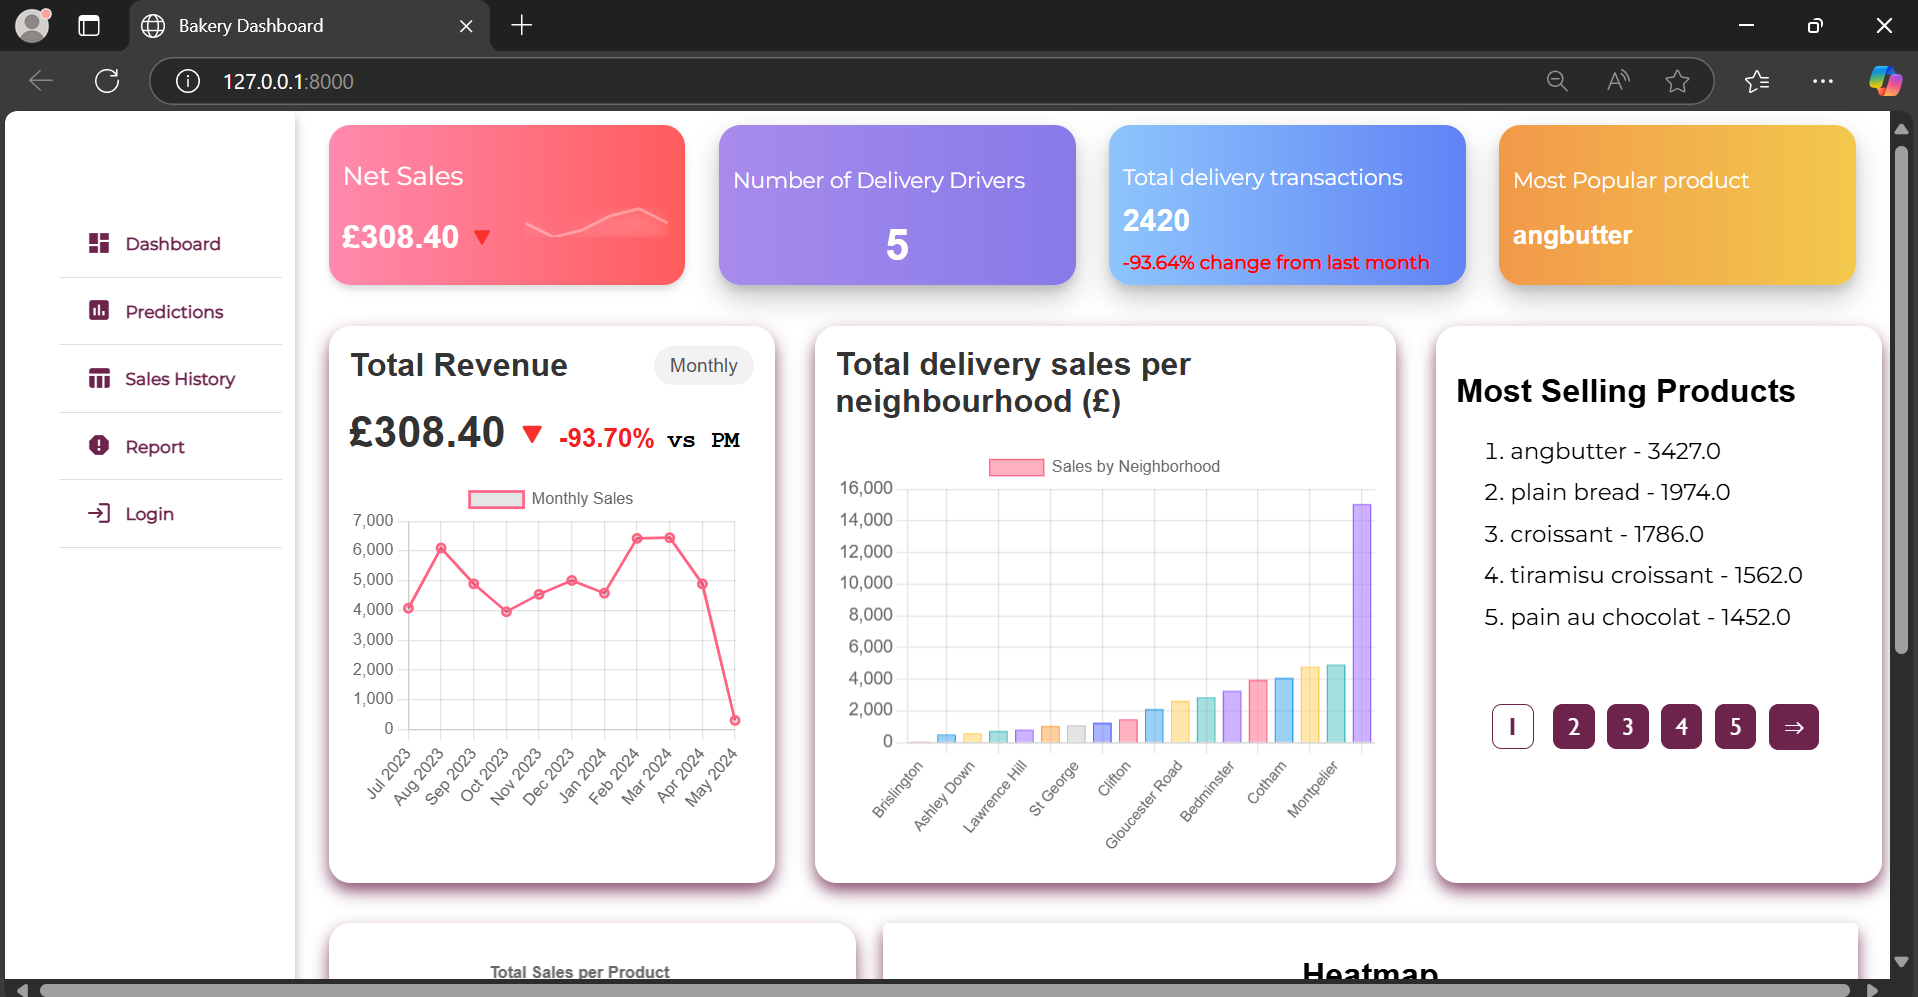 Bakery Dashboard
127.0.0.1:8000
Dashboard
Predictions
Sales History
Report
Login
Net Sales
£308.40
Number of Delivery Drivers
5
Total delivery transactions
2420
-93.64% change from last month
Most Popular product
angbutter
Total Revenue
Monthly
£308.40 -93.70% vs PM
Monthly Sales
7,000
6,000
5,000
4,000
3,000
2,000
1,000
0
Jul 2023
Aug 2023
Sep 2023
Oct 2023
Nov 2023
Dec 2023
Jan 2024
Feb 2024
Mar 2024
Apr 2024
May 2024
Total delivery sales per
neighbourhood (£)
Sales by Neighborhood
16,000
14,000
12,000
10,000
8,000
6,000
4,000
2,000
0
Brislington
Ashley Down
Lawrence Hill
St George
Clifton
Gloucester Road
Bedminster
Cotham
Montpelier
Most Selling Products
1. angbutter - 3427.0
2. plain bread - 1974.0
3. croissant - 1786.0
4. tiramisu croissant - 1562.0
5. pain au chocolat - 1452.0
1 2 3 4 5 ⇒
Total Sales per Product
Heatmap